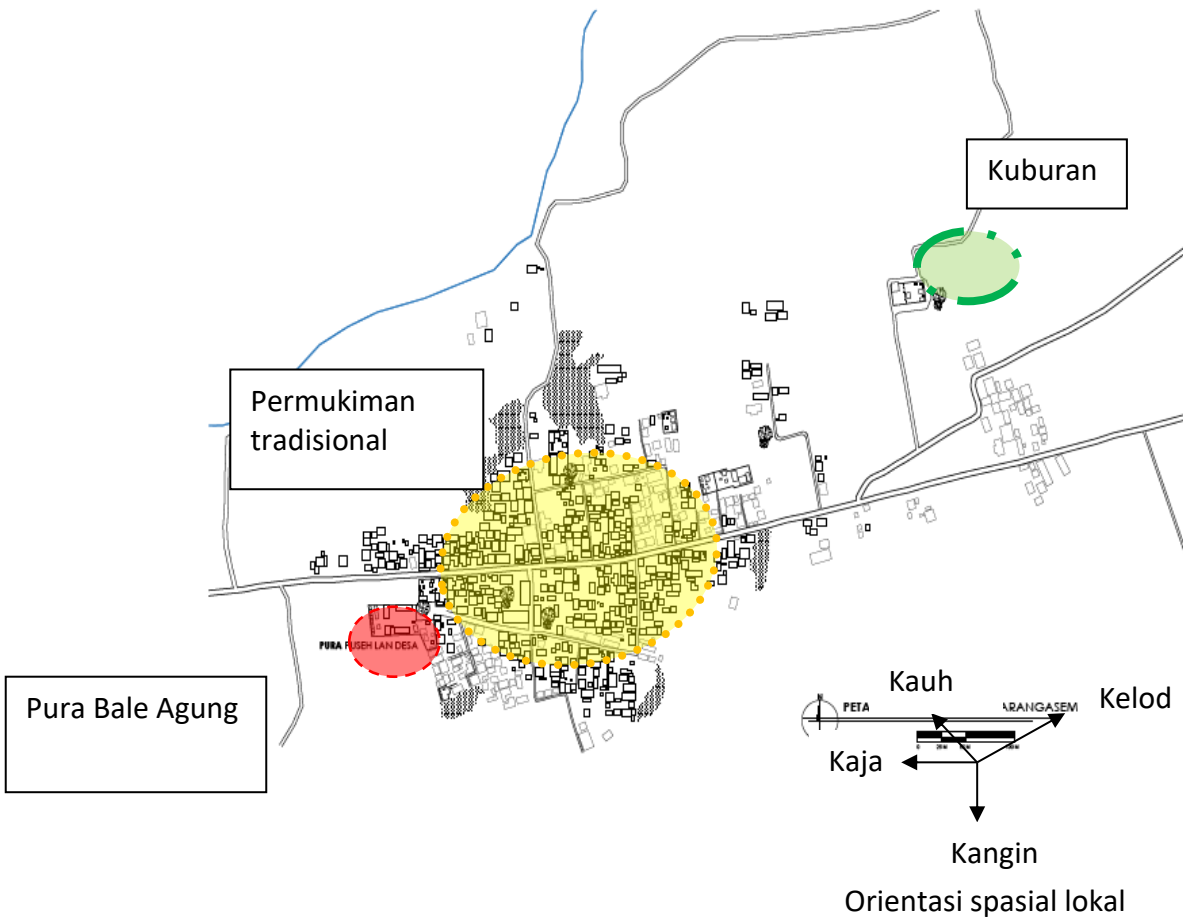 Kuburan
Permukiman
tradisional
PURA PUSEH LAN DESA
Pura Bale Agung
Kauh
Kelod
N
PETA
ARANGASEM
Kaja
0
Kangin
Orientasi spasial lokal